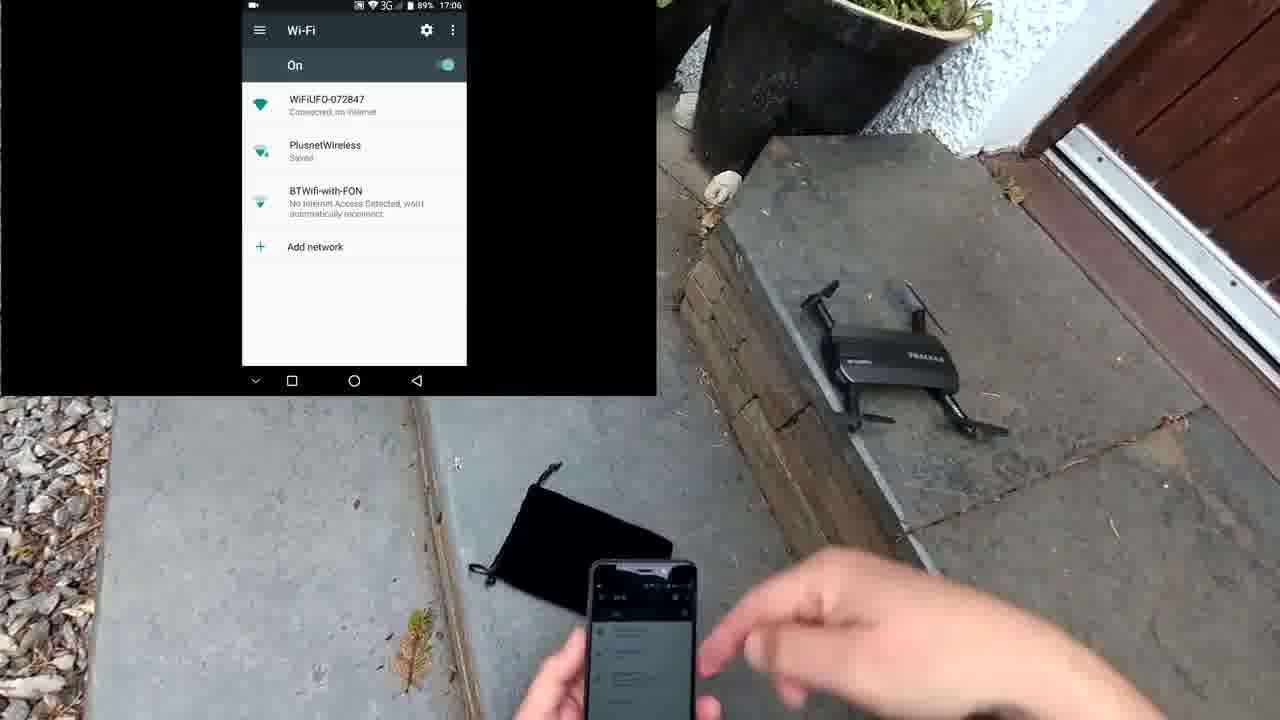 3G 89% 17:06
Wi-Fi
On
WiFiUFO-072847
Connected, no Internet
PlusnetWireless
Saved
BTWifi-with-FON
No Internet Access Detected, won't
automatically reconnect.
Add network
TRACKER